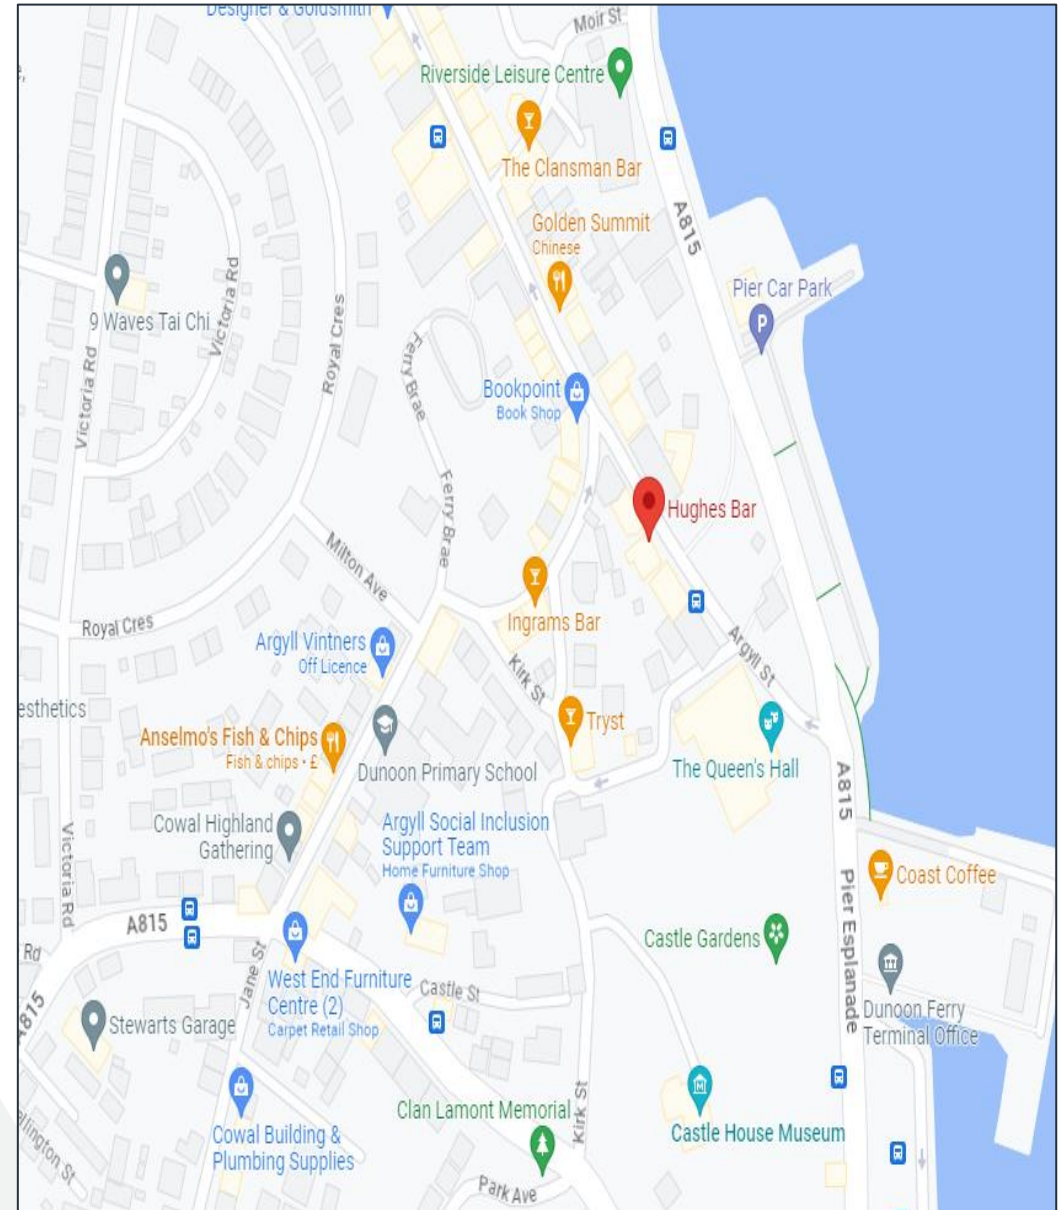 Designer & Goldsmith
Moir St
Riverside Leisure Centre
The Clansman Bar
A815
Golden Summit
Chinese
Pier Car Park
P
9 Waves Tai Chi
Victoria Rd
Victoria Rd
Royal Cres
Ferry Brae
Bookpoint
Book Shop
Ferry Brae
Hughes Bar
Milton Ave
Ingrams Bar
Royal Cres
Argyll Vintners
Off Licence
Kirk St
Argyll St
esthetics
Anselmo's Fish & Chips
Fish & chips · £
Tryst
Dunoon Primary School
The Queen's Hall
A815
Cowal Highland
Gathering
Argyll Social Inclusion
Support Team
Home Furniture Shop
Victoria Rd
Coast Coffee
Pier Esplanade
A815
Rd
Castle Gardens
Jane St
West End Furniture
Centre (2)
Carpet Retail Shop
Castle St
A815
Stewarts Garage
Dunoon Ferry
Terminal Office
Clan Lamont Memorial
Kirk St
Castle House Museum
Cowal Building &
Plumbing Supplies
ellington St
Park Ave